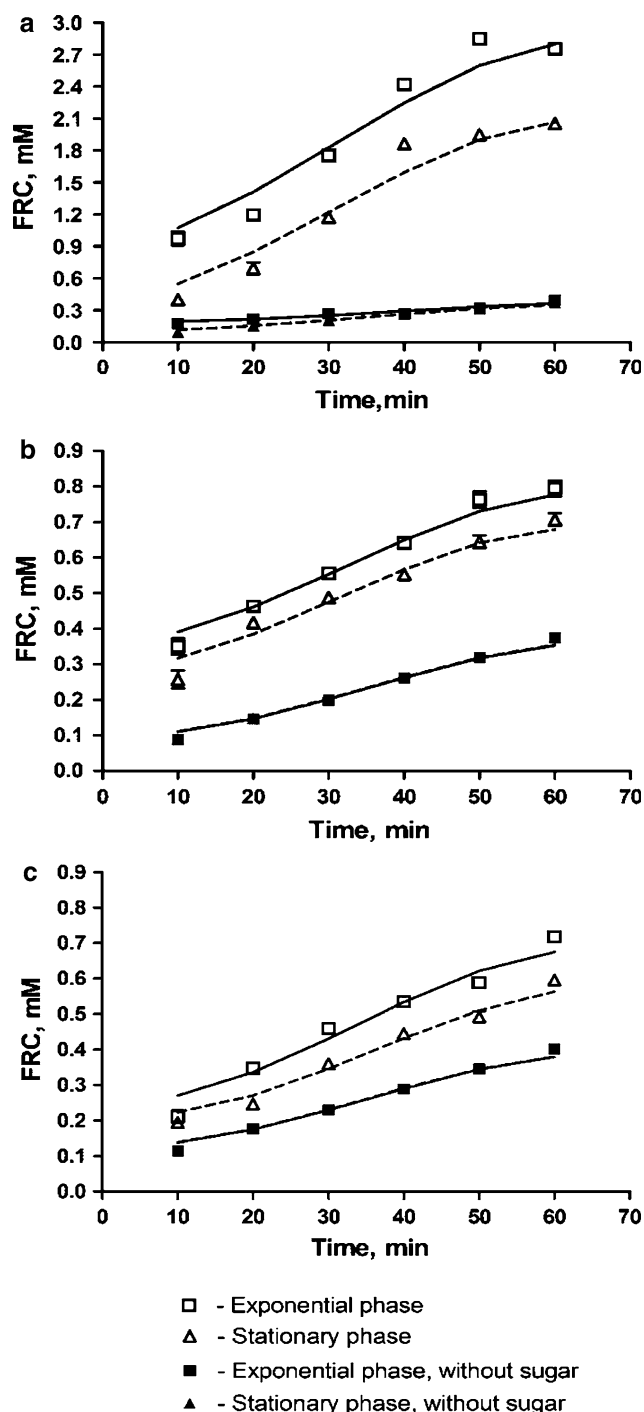 a
3.0
2.7
2.4
2.1
1.8
1.5
1.2
0.9
0.6
0.3
0.0
FRC, mM
0 10 20 30 40 50 60 70
Time,min
b
0.9
0.8
0.7
0.6
0.5
0.4
0.3
0.2
0.1
0.0
FRC, mM
0 10 20 30 40 50 60 70
Time, min
c
0.9
0.8
0.7
0.6
0.5
0.4
0.3
0.2
0.1
0.0
FRC, mM
0 10 20 30 40 50 60 70
Time, min
- Exponential phase
- Stationary phase
- Exponential phase, without sugar
- Stationary phase, without sugar